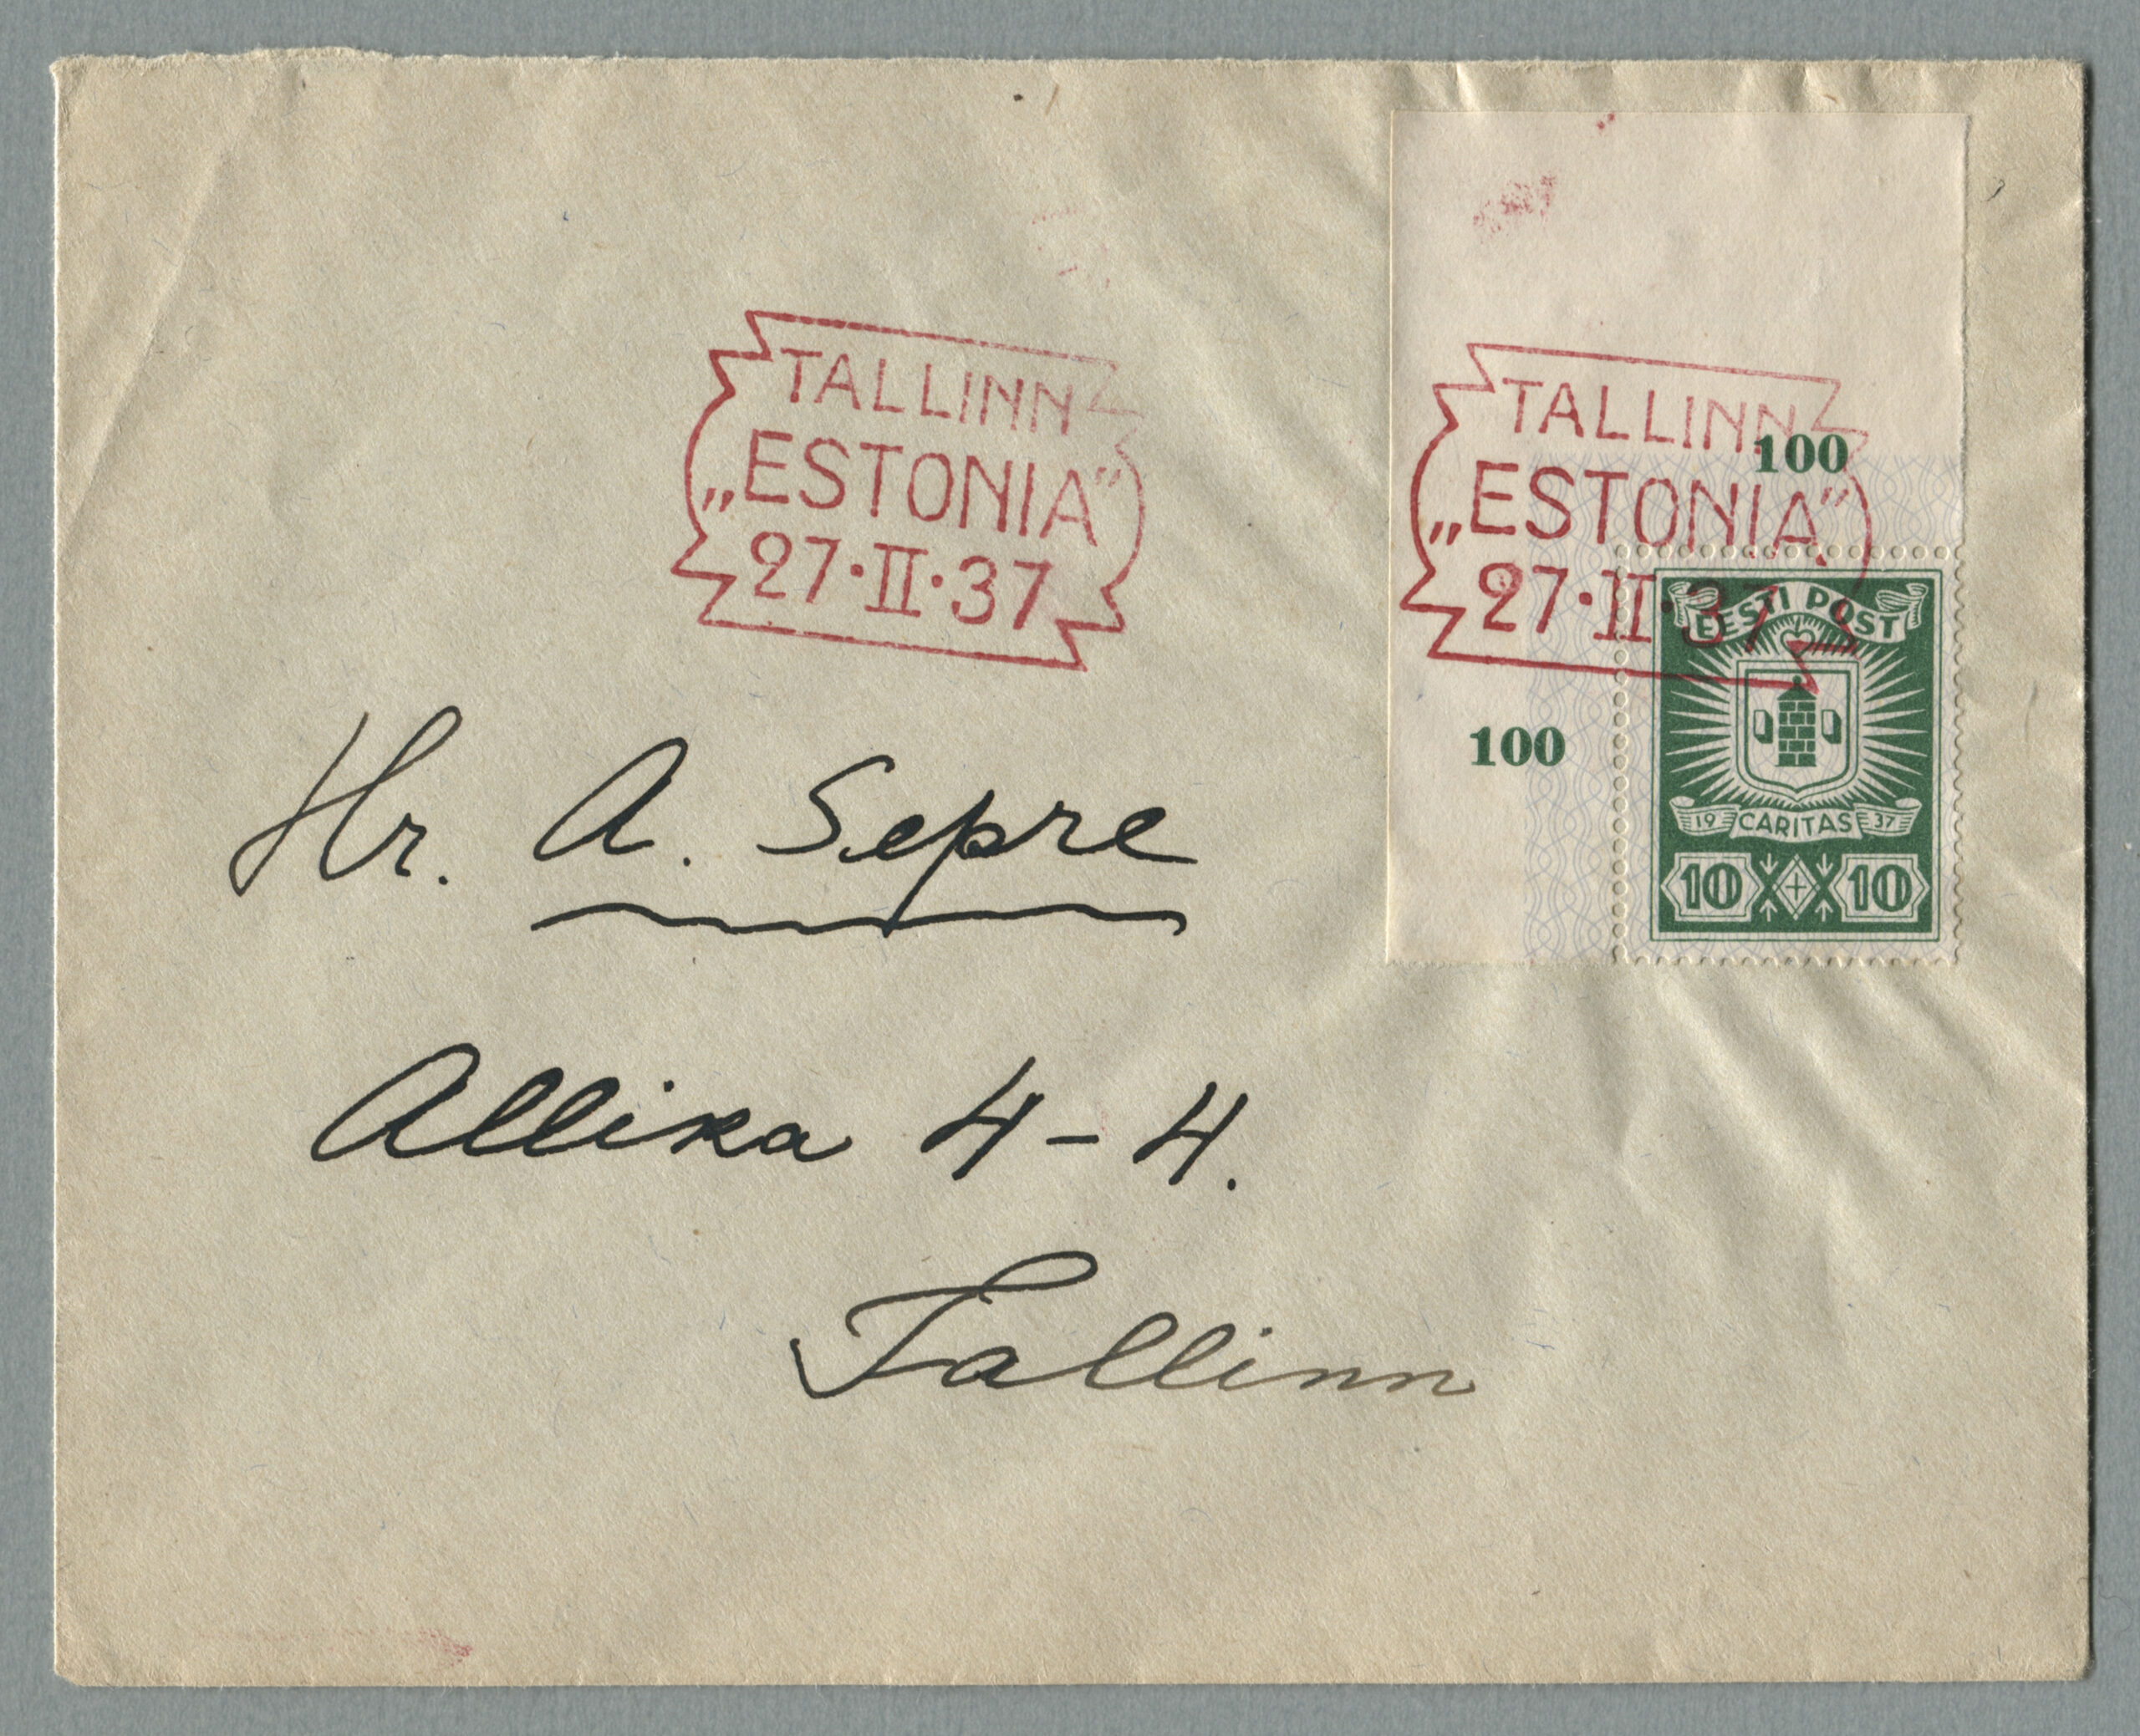 TALLINN
„ESTONIA”
27·II·37
TALLINN
„ESTONIA”
27·II·37
100
100
EESTI POST
19 CARITAS 37
10 + 10
Hr. A. Sepre
Allika 4-4.
Tallinn